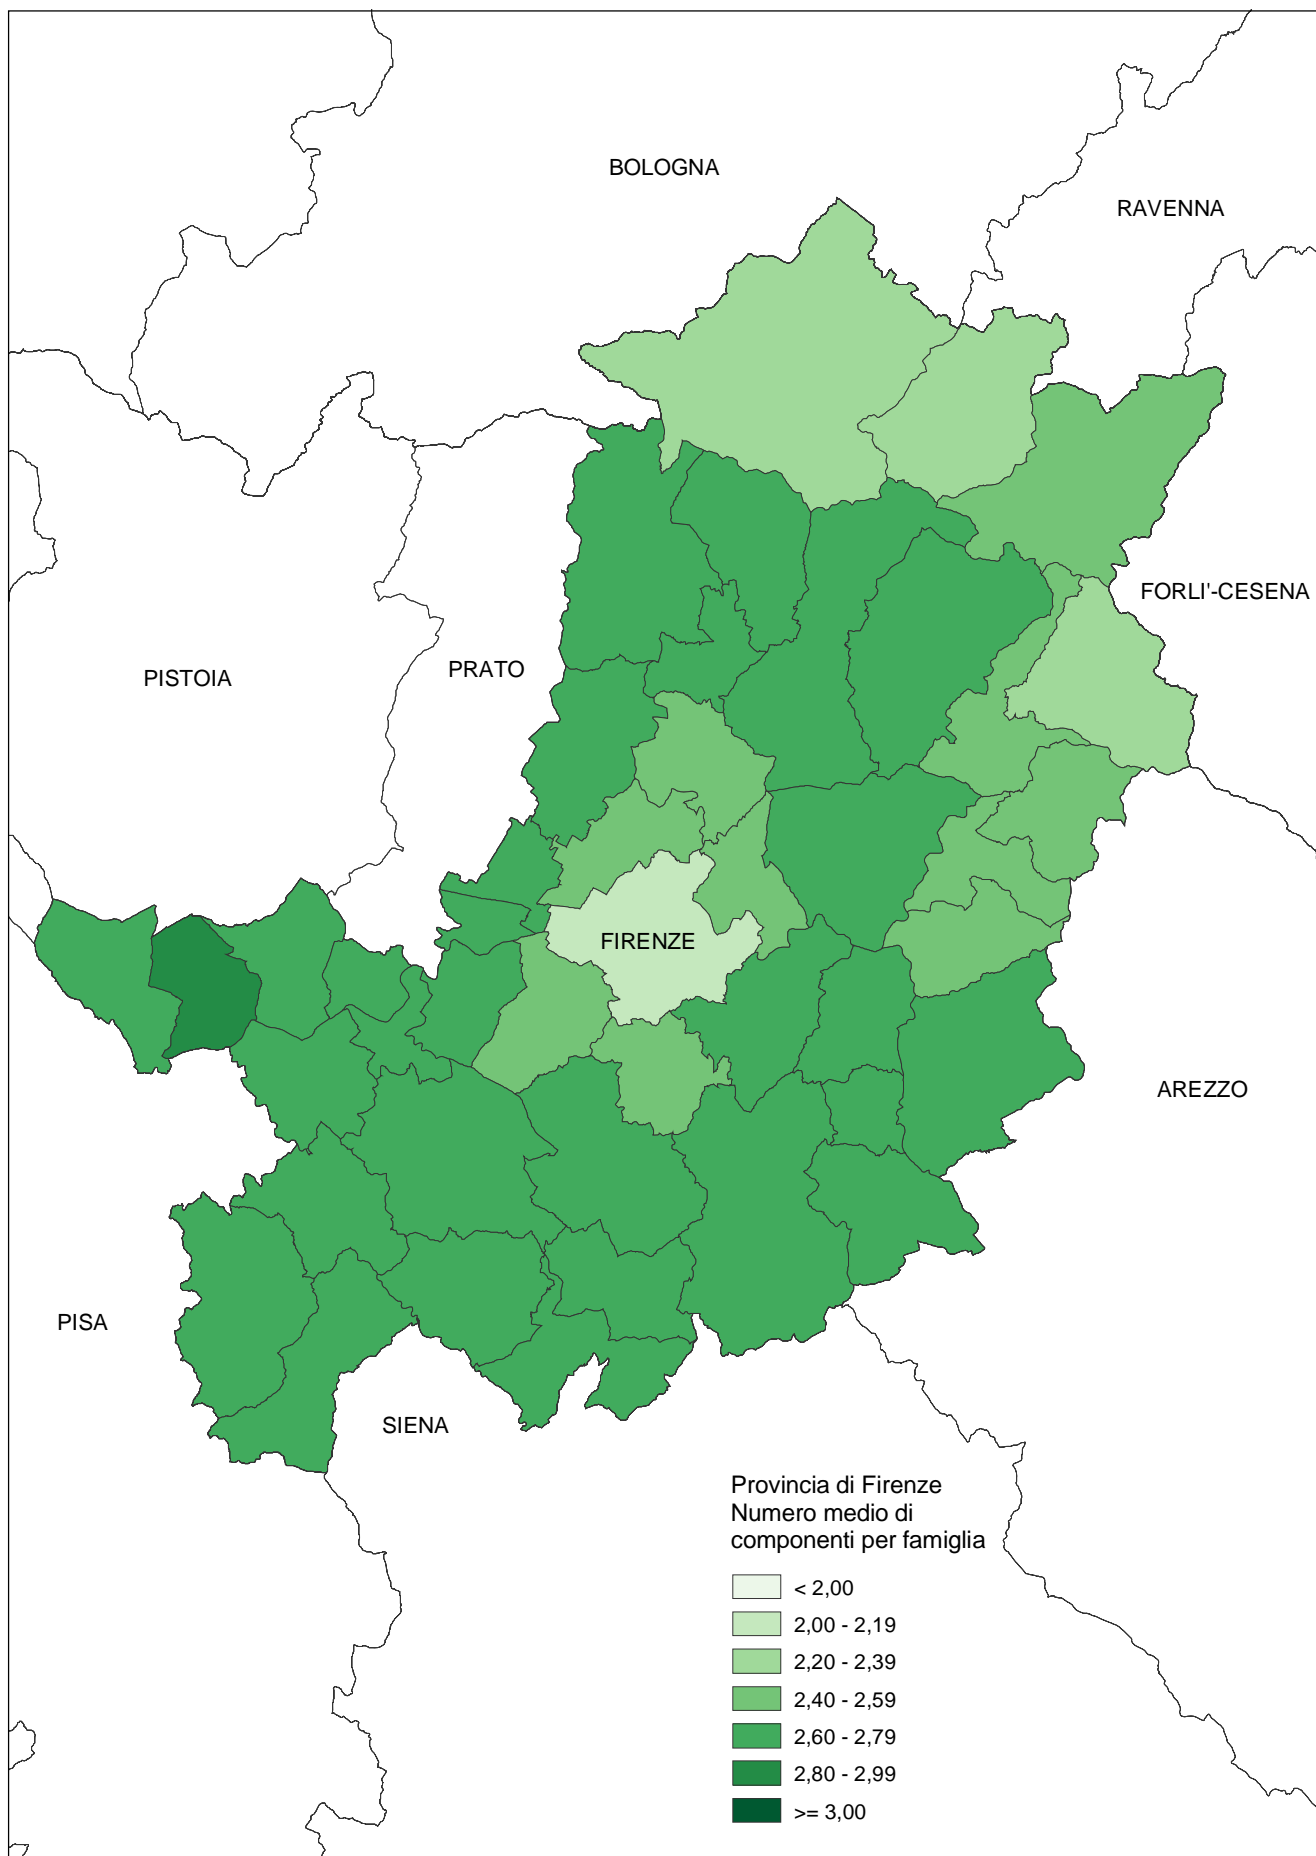 BOLOGNA
RAVENNA
FORLI'-CESENA
PISTOIA
PRATO
FIRENZE
AREZZO
PISA
SIENA
Provincia di Firenze
Numero medio di
componenti per famiglia
< 2,00
2,00 - 2,19
2,20 - 2,39
2,40 - 2,59
2,60 - 2,79
2,80 - 2,99
>= 3,00